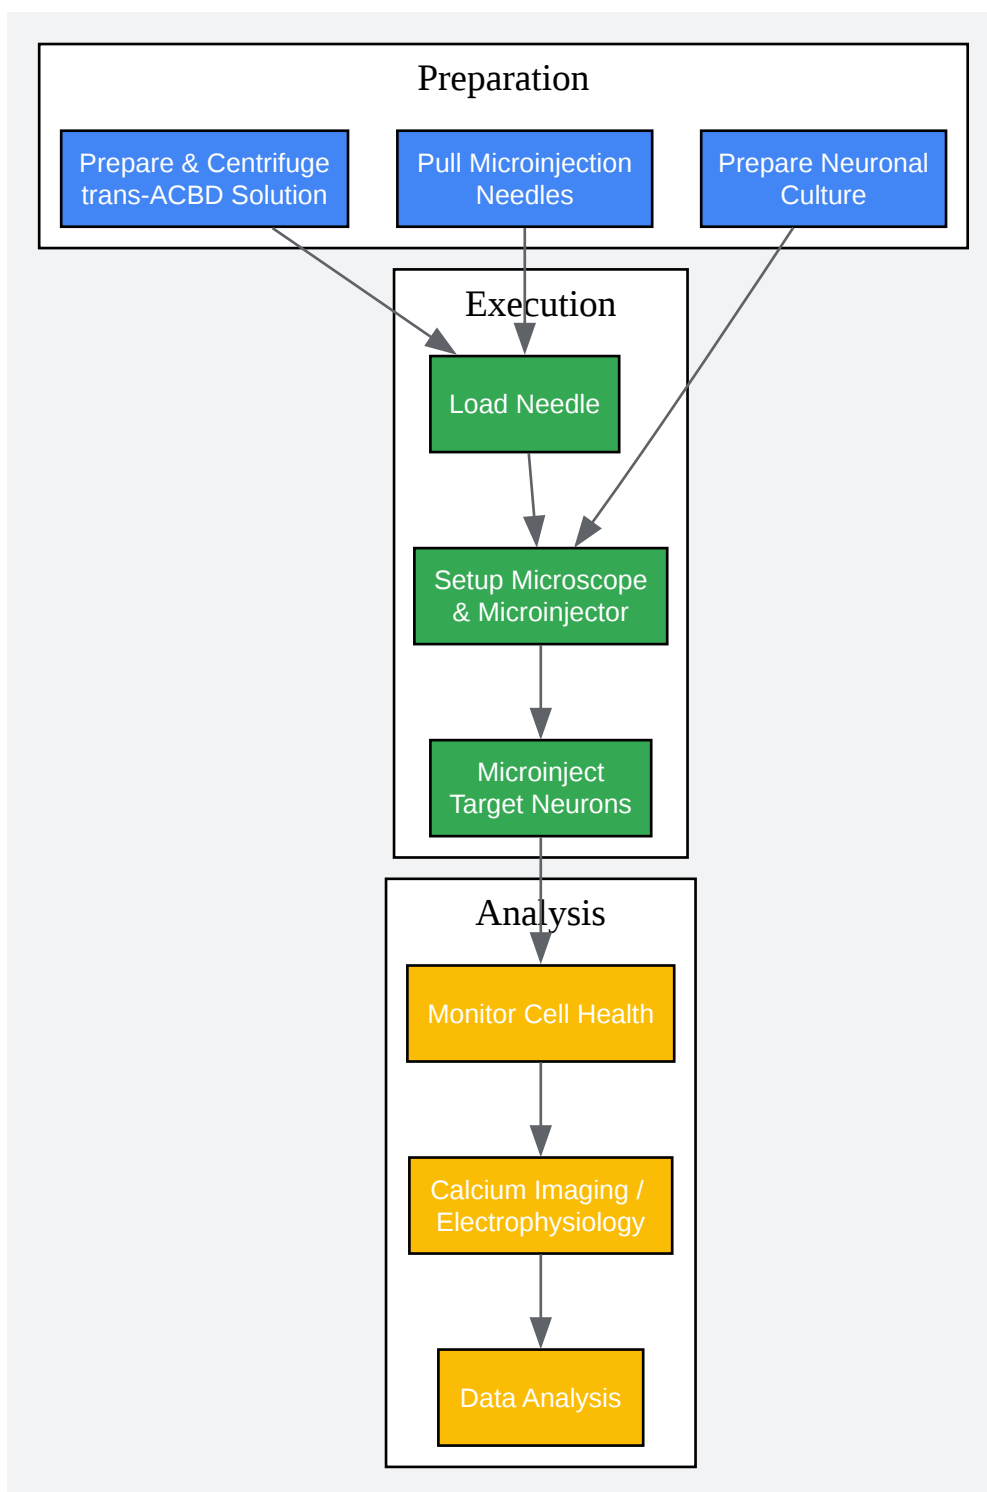 Preparation
Prepare & Centrifuge
trans-ACBD Solution
Pull Microinjection
Needles
Prepare Neuronal
Culture
Execution
Load Needle
Setup Microscope
& Microinjector
Microinject
Target Neurons
Analysis
Monitor Cell Health
Calcium Imaging /
Electrophysiology
Data Analysis